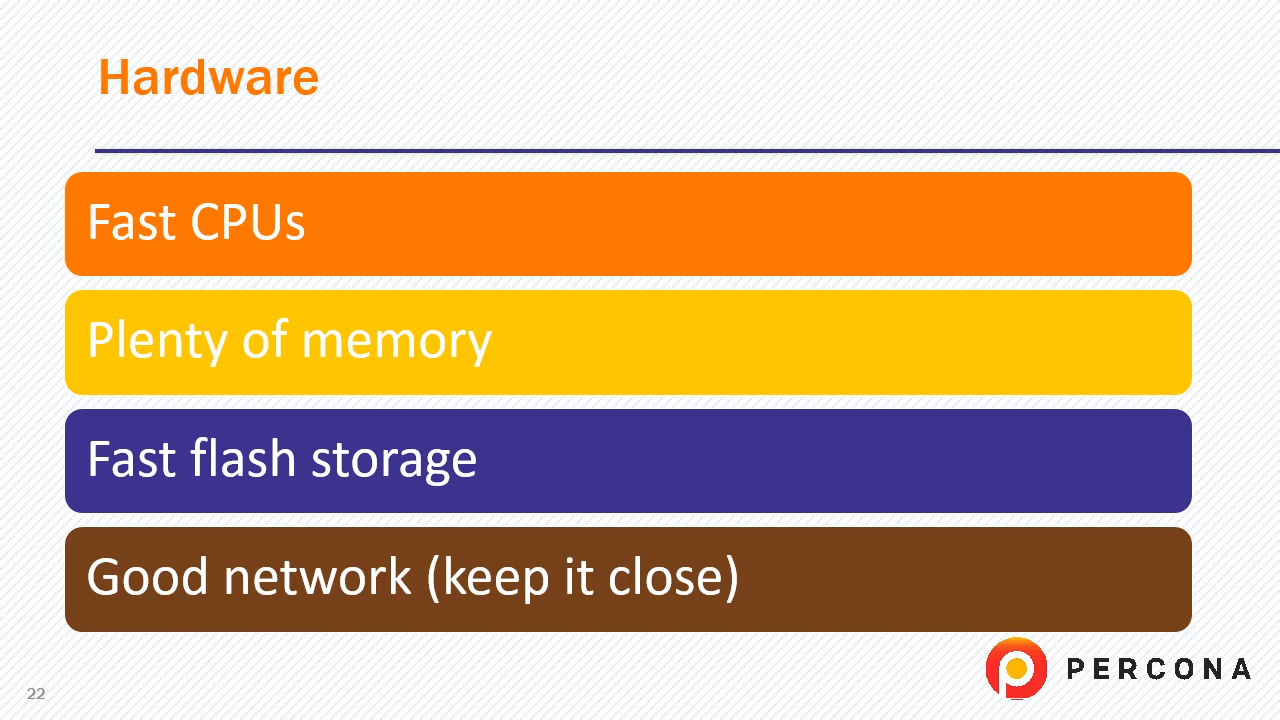 Hardware
Fast CPUs
Plenty of memory
Fast flash storage
Good network (keep it close)
PERCONA
22